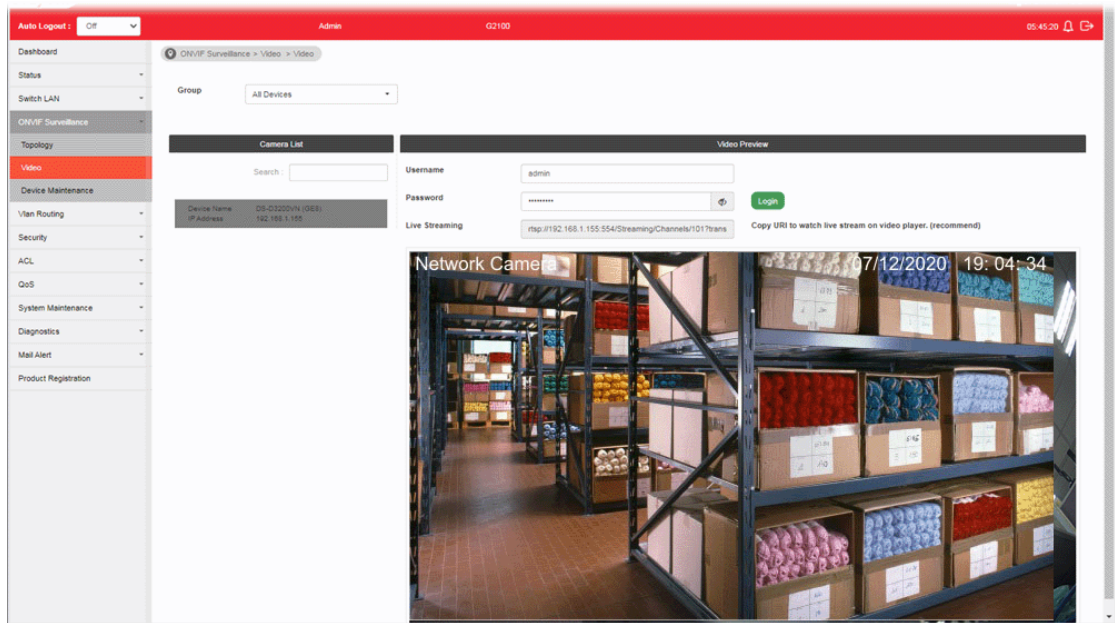 Auto Logout : Off Admin G2100 05:45:20
Dashboard
ONVIF Surveillance > Video > Video
Status
Switch LAN
ONVIF Surveillance
Topology
Video
Device Maintenance
Vlan Routing
Security
ACL
QoS
System Maintenance
Diagnostics
Mail Alert
Product Registration
Group All Devices
Camera List
Search :
Device Name DS-D3200VN (GE8)
IP Address 192.168.1.155
Video Preview
Username admin
Password ********* Login
Live Streaming rtsp://192.168.1.155:554/Streaming/Channels/101?trans Copy URI to watch live stream on video player. (recommend)
Network Camera 07/12/2020 19: 04: 34